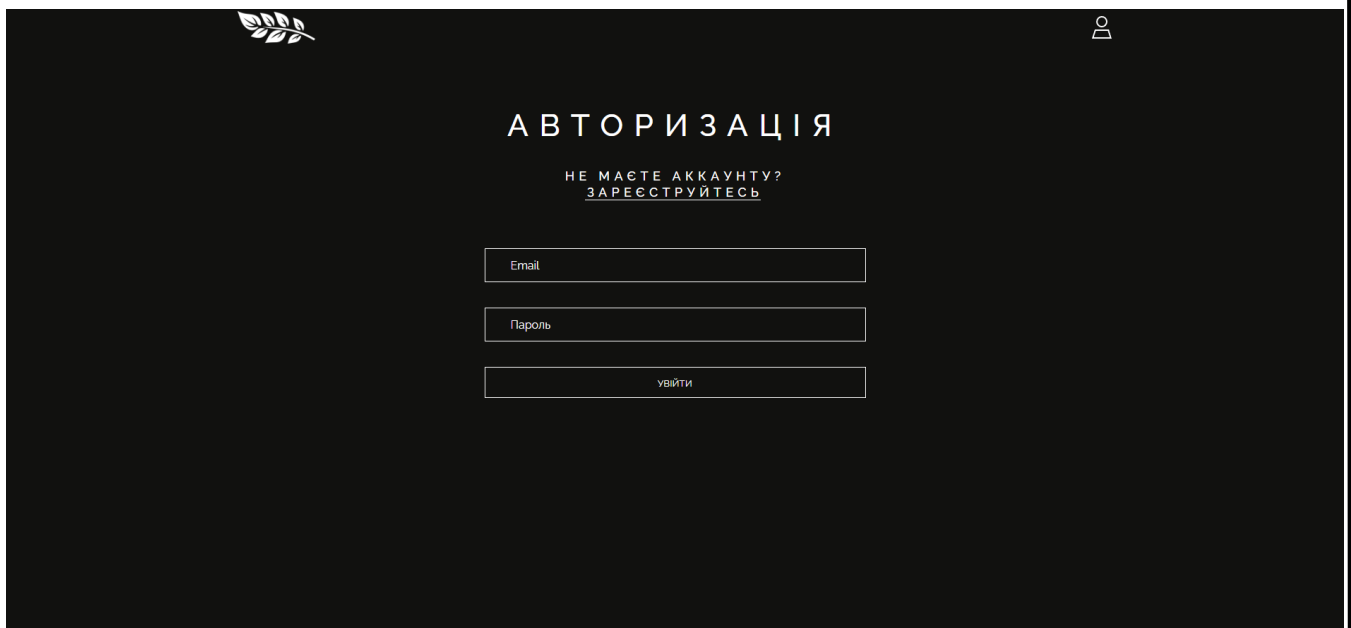 АВТОРИЗАЦІЯ
НЕ МАЄТЕ АККАУНТУ?
ЗАРЕЄСТРУЙТЕСЬ
Email
Пароль
УВІЙТИ